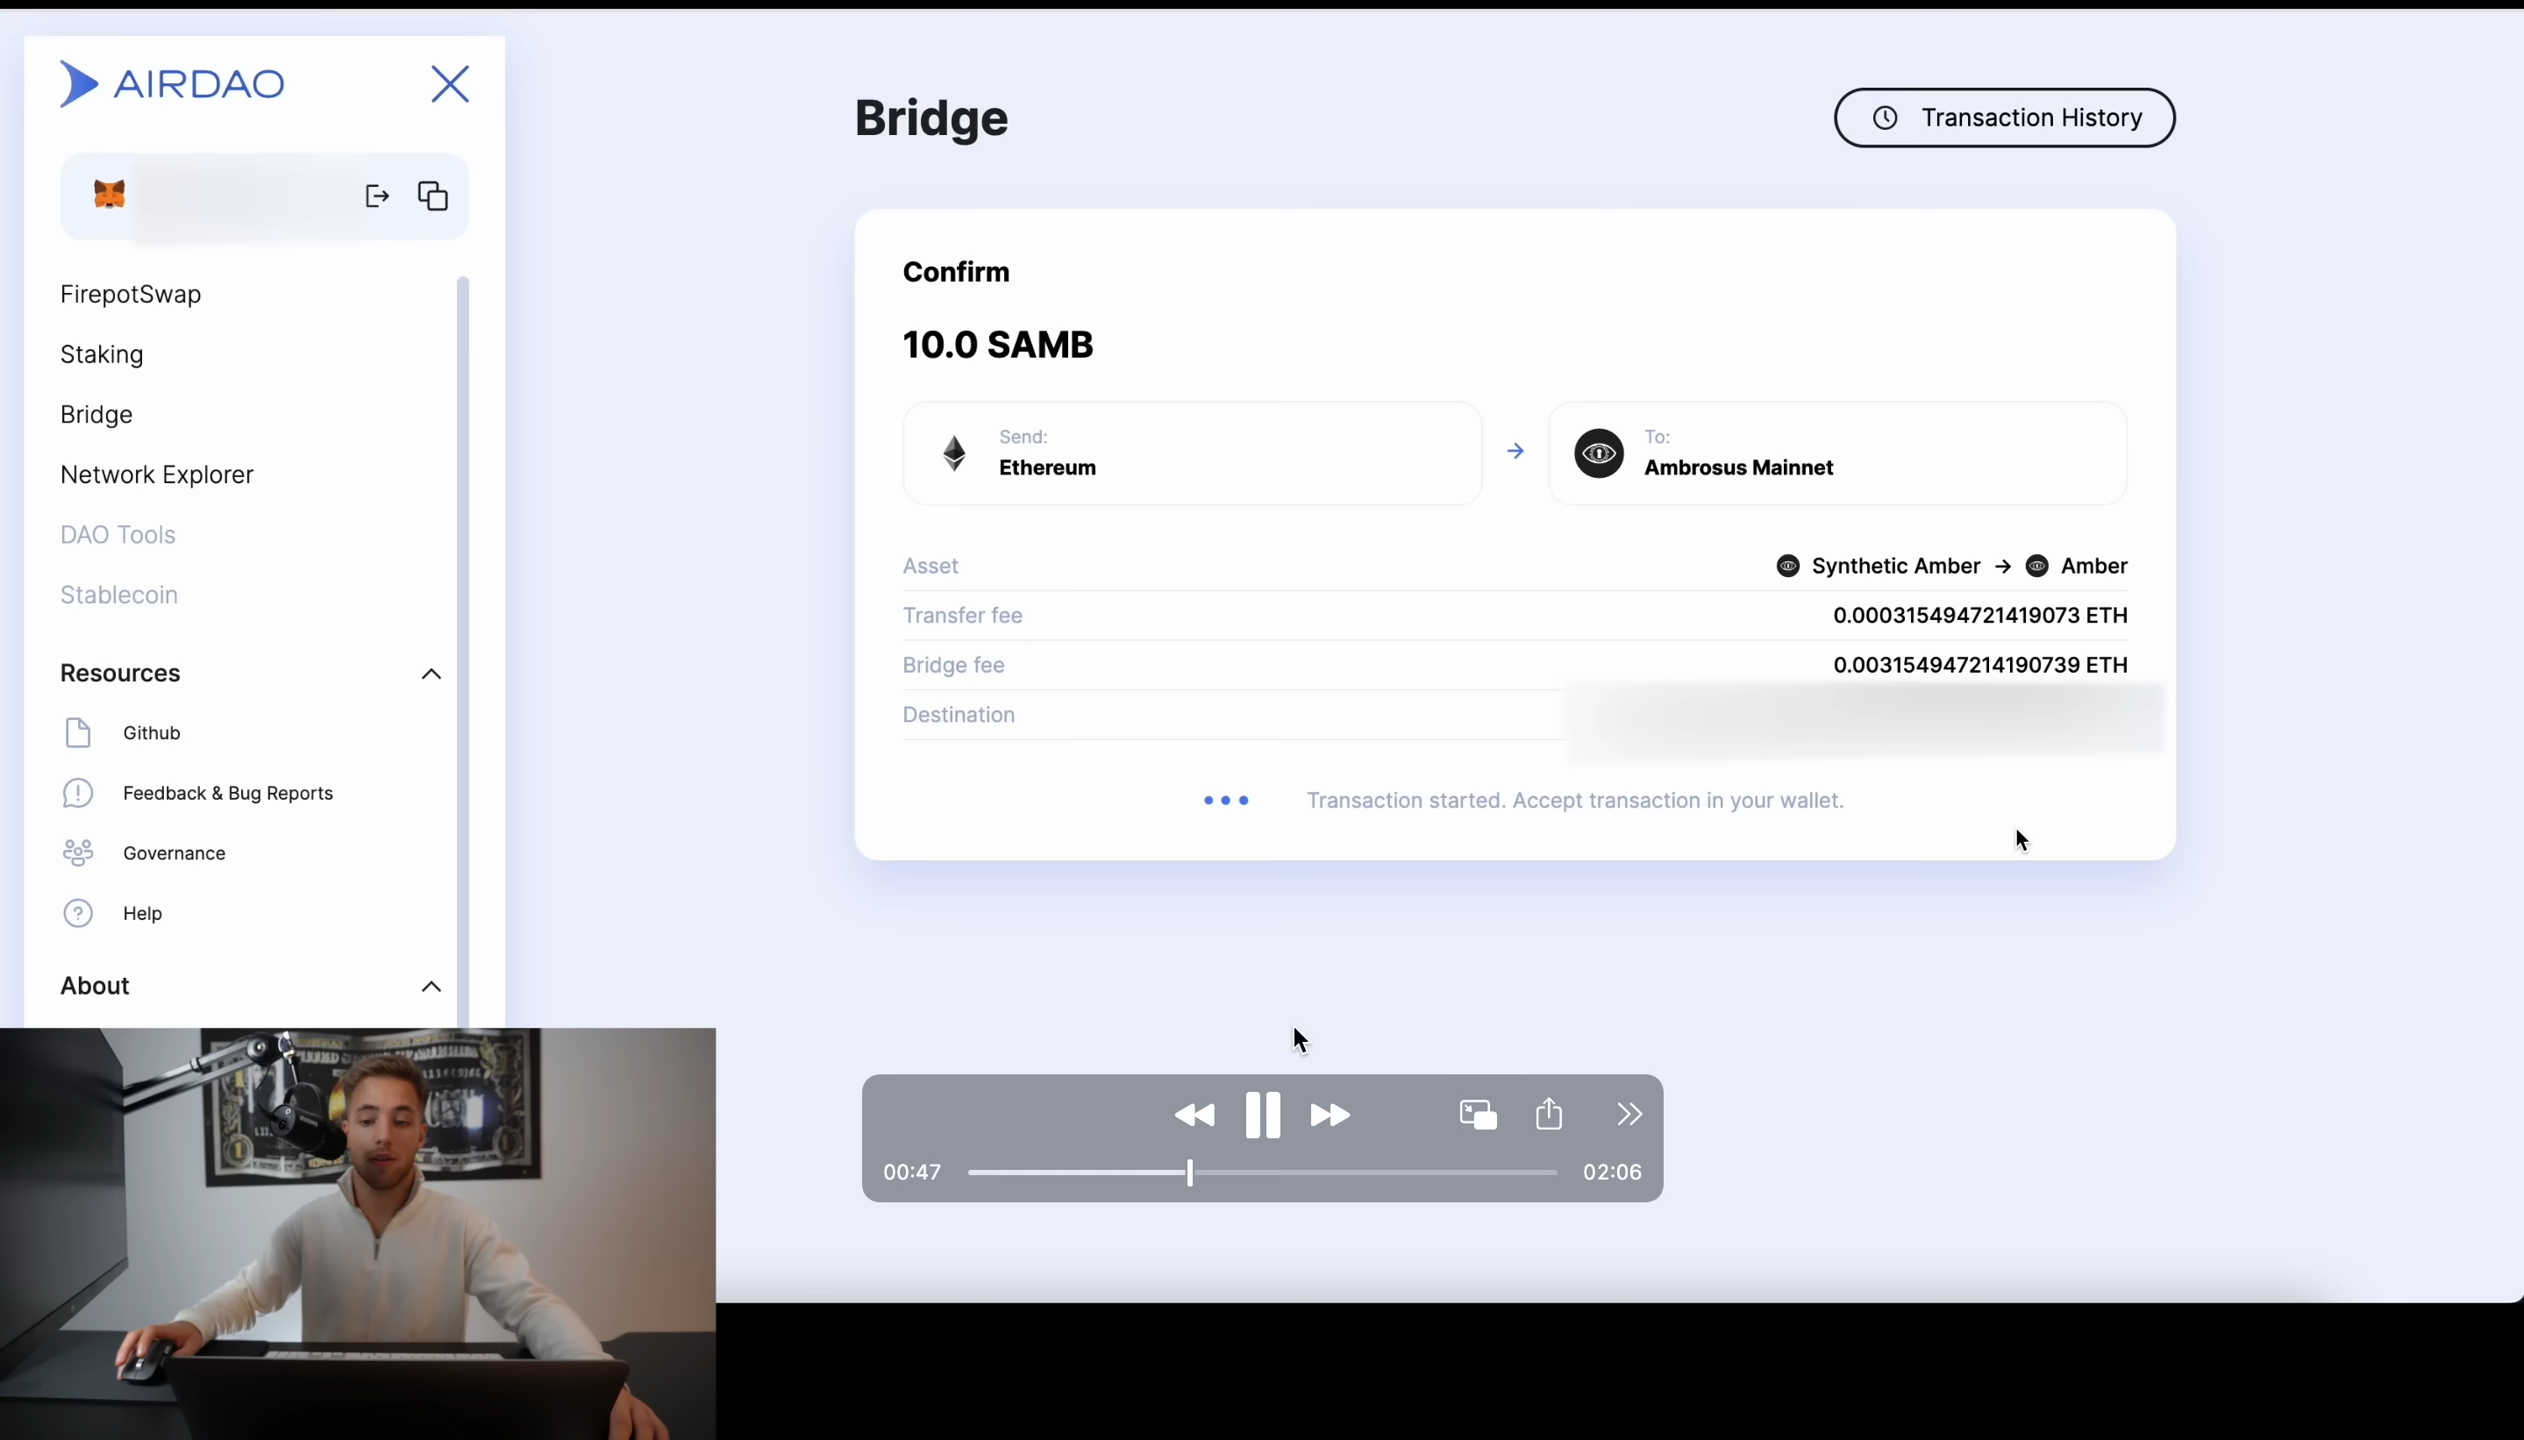 AIRDAO
FirepotSwap
Staking
Bridge
Network Explorer
DAO Tools
Stablecoin
Resources
Github
Feedback & Bug Reports
Governance
Help
About
Bridge
Transaction History
Confirm
10.0 SAMB
Send:
Ethereum
To:
Ambrosus Mainnet
Asset
Synthetic Amber → Amber
Transfer fee
0.000315494721419073 ETH
Bridge fee
0.003154947214190739 ETH
Destination
Transaction started. Accept transaction in your wallet.
00:47
02:06